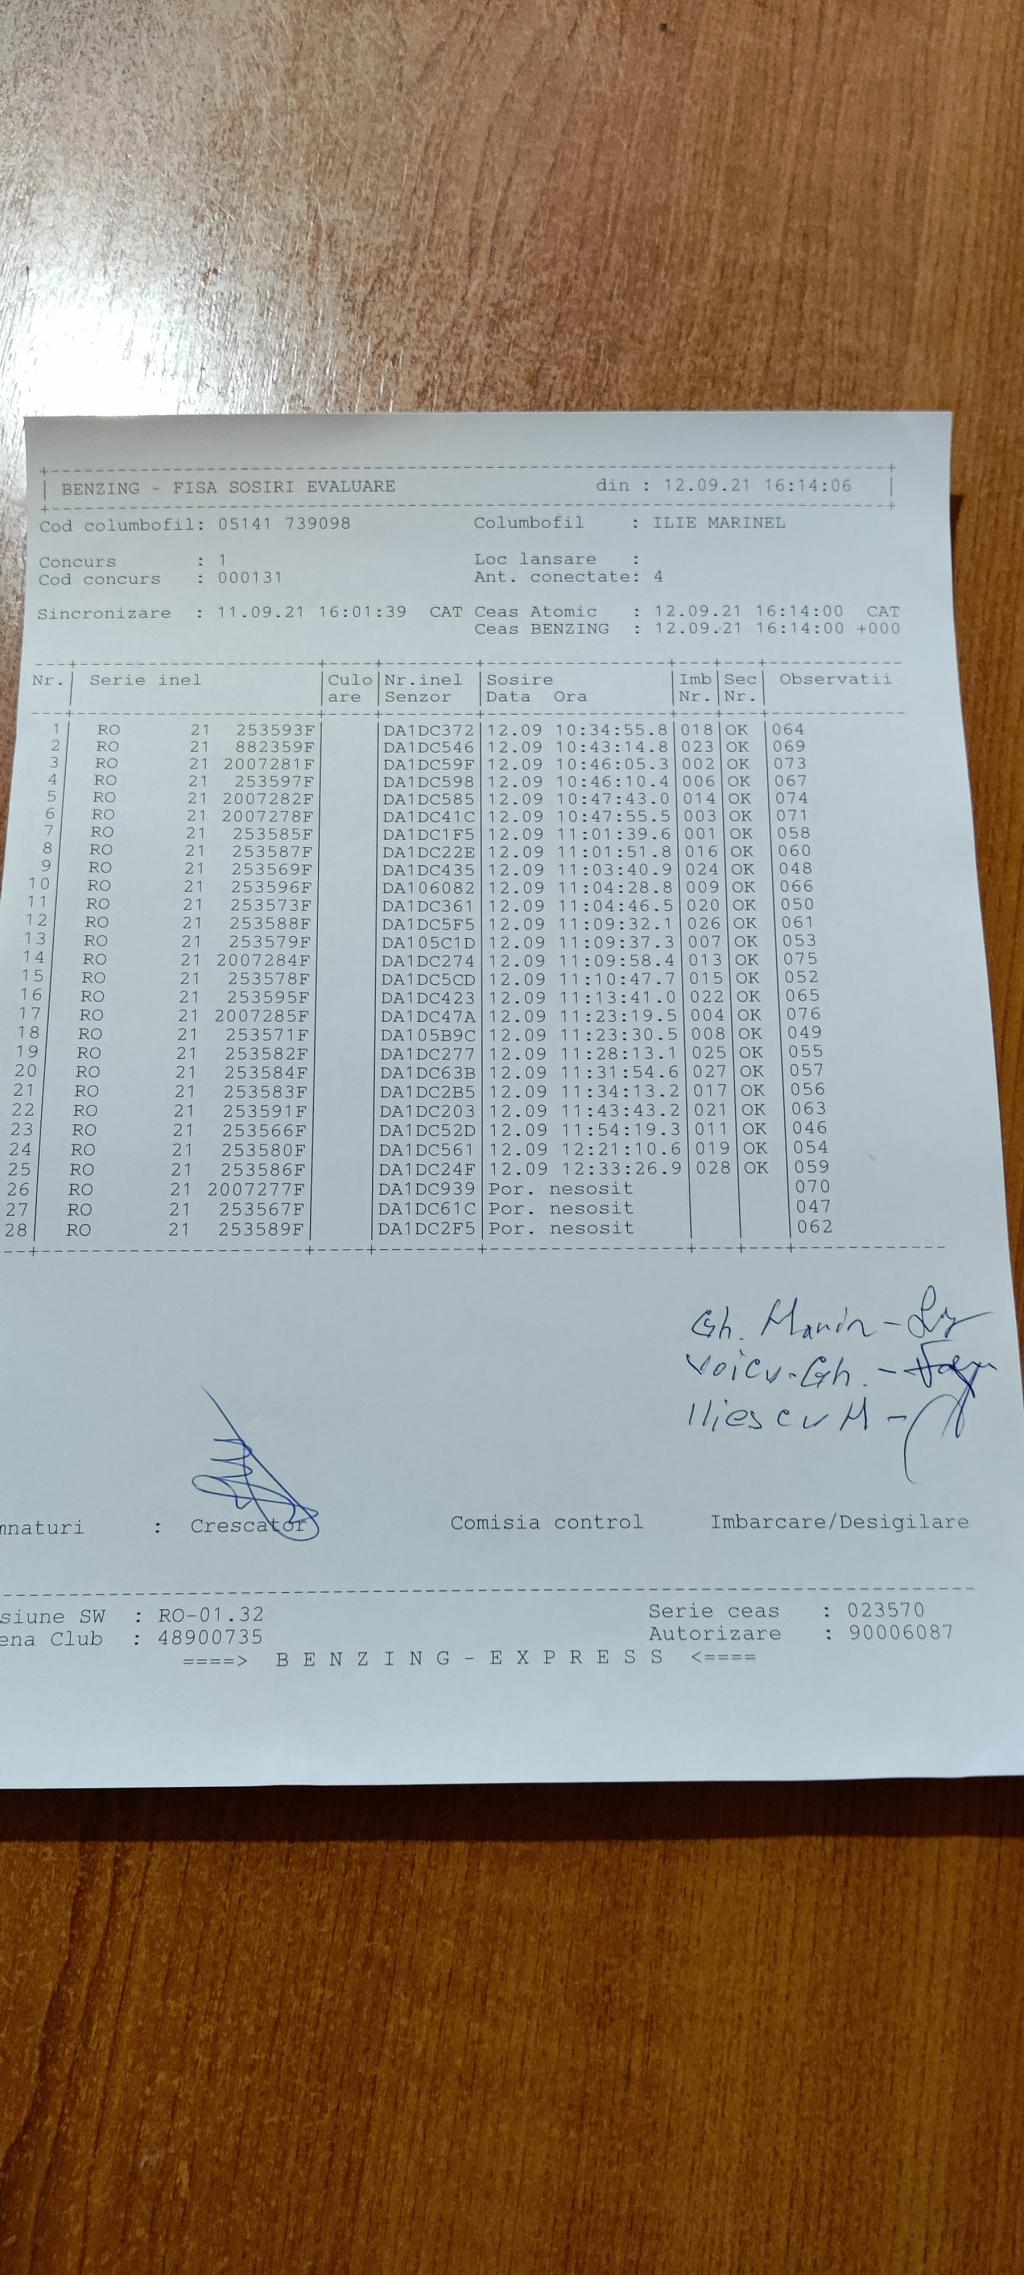 BENZING - FISA SOSIRI EVALUARE din : 12.09.21 16:14:06
Cod columbofil: 05141 739098 Columbofil : ILIE MARINEL
Concurs : 1 Loc lansare :
Cod concurs : 000131 Ant. conectate: 4
Sincronizare : 11.09.21 16:01:39 CAT Ceas Atomic : 12.09.21 16:14:00 CAT
Ceas BENZING : 12.09.21 16:14:00 +000
Nr. Serie inel Culo Nr.inel Sosire Imb Sec Observatii
are Senzor Data Ora Nr. Nr.
1 RO 21 253593F DA1DC372 12.09 10:34:55.8 018 OK 064
2 RO 21 882359F DA1DC546 12.09 10:43:14.8 023 OK 069
3 RO 21 2007281F DA1DC59F 12.09 10:46:05.3 002 OK 073
4 RO 21 253597F DA1DC598 12.09 10:46:10.4 006 OK 067
5 RO 21 2007282F DA1DC585 12.09 10:47:43.0 014 OK 074
6 RO 21 2007278F DA1DC41C 12.09 10:47:55.5 003 OK 071
7 RO 21 253585F DA1DC1F5 12.09 11:01:39.6 001 OK 058
8 RO 21 253587F DA1DC22E 12.09 11:01:51.8 016 OK 060
9 RO 21 253569F DA1DC435 12.09 11:03:40.9 024 OK 048
10 RO 21 253596F DA106082 12.09 11:04:28.8 009 OK 066
11 RO 21 253573F DA1DC361 12.09 11:04:46.5 020 OK 050
12 RO 21 253588F DA1DC5F5 12.09 11:09:32.1 026 OK 061
13 RO 21 253579F DA105C1D 12.09 11:09:37.3 007 OK 053
14 RO 21 2007284F DA1DC274 12.09 11:09:58.4 013 OK 075
15 RO 21 253578F DA1DC5CD 12.09 11:10:47.7 015 OK 052
16 RO 21 253595F DA1DC423 12.09 11:13:41.0 022 OK 065
17 RO 21 2007285F DA1DC47A 12.09 11:23:19.5 004 OK 076
18 RO 21 253571F DA105B9C 12.09 11:23:30.5 008 OK 049
19 RO 21 253582F DA1DC277 12.09 11:28:13.1 025 OK 055
20 RO 21 253584F DA1DC63B 12.09 11:31:54.6 027 OK 057
21 RO 21 253583F DA1DC2B5 12.09 11:34:13.2 017 OK 056
22 RO 21 253591F DA1DC203 12.09 11:43:43.2 021 OK 063
23 RO 21 253566F DA1DC52D 12.09 11:54:19.3 011 OK 046
24 RO 21 253580F DA1DC561 12.09 12:21:10.6 019 OK 054
25 RO 21 253586F DA1DC24F 12.09 12:33:26.9 028 OK 059
26 RO 21 2007277F DA1DC939 Por. nesosit 070
27 RO 21 253567F DA1DC61C Por. nesosit 047
28 RO 21 253589F DA1DC2F5 Por. nesosit 062
Gh. Marin -
Voicu Gh. -
Iliescu M -
mnaturi : Crescator Comisia control Imbarcare/Desigilare
siune SW : RO-01.32 Serie ceas : 023570
ena Club : 48900735 Autorizare : 90006087
====> BENZING-EXPRESS <====